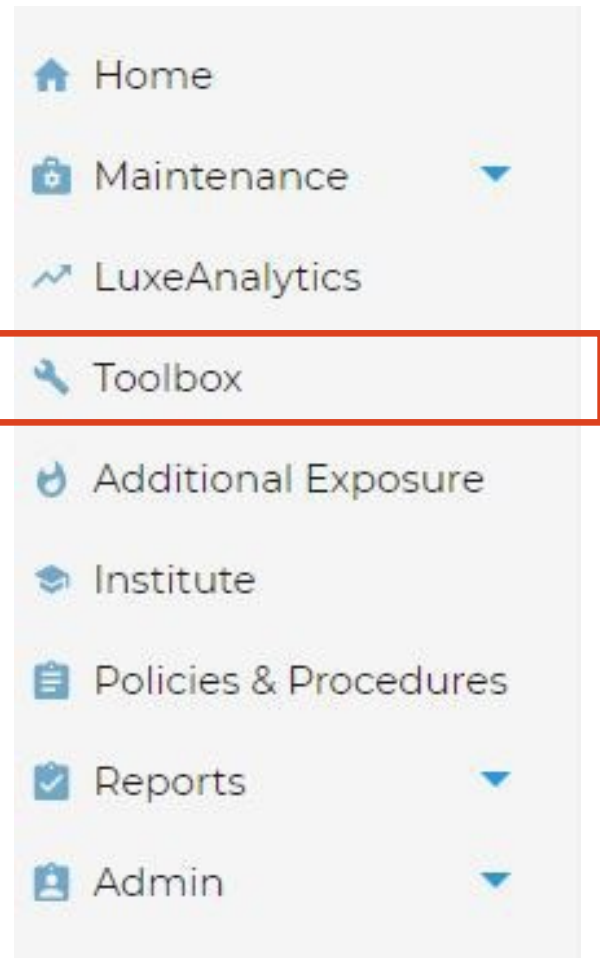 Home
Maintenance
LuxeAnalytics
Toolbox
Additional Exposure
Institute
Policies & Procedures
Reports
Admin